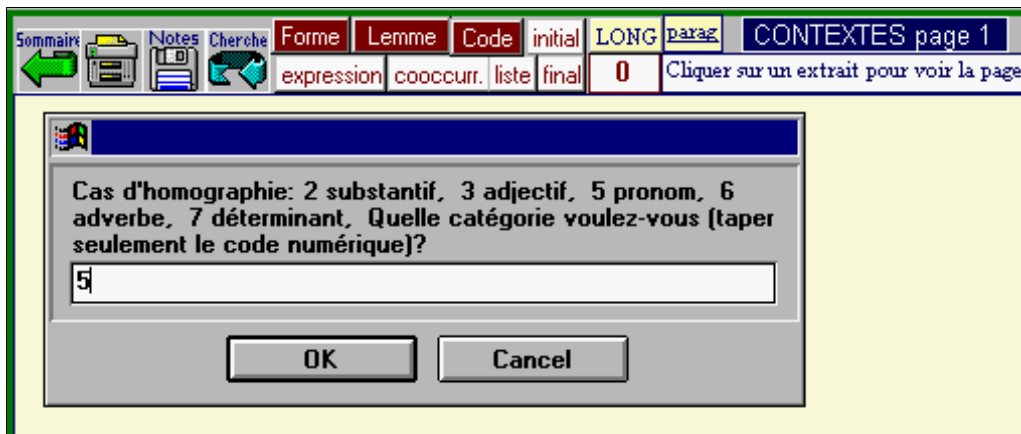 Sommaire Notes Cherche Forme Lemme Code initial LONG parag CONTEXTES page 1
expression cooccurr. liste final 0 Cliquer sur un extrait pour voir la page
Cas d'homographie: 2 substantif, 3 adjectif, 5 pronom, 6
adverbe, 7 déterminant, Quelle catégorie voulez-vous (taper
seulement le code numérique)?
5
OK Cancel